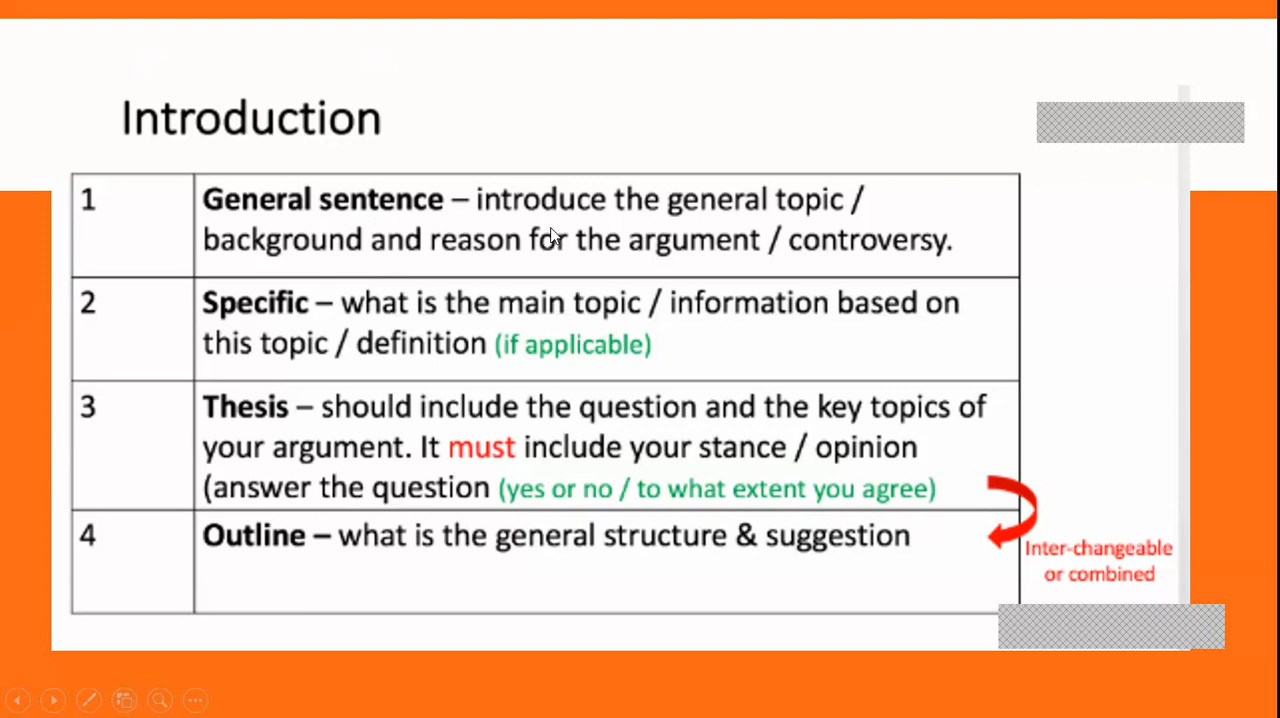 Introduction
1
General sentence – introduce the general topic /
background and reason for the argument / controversy.
2
Specific – what is the main topic / information based on
this topic / definition (if applicable)
3
Thesis – should include the question and the key topics of
your argument. It must include your stance / opinion
(answer the question (yes or no / to what extent you agree)
4
Outline – what is the general structure & suggestion
Inter-changeable
or combined